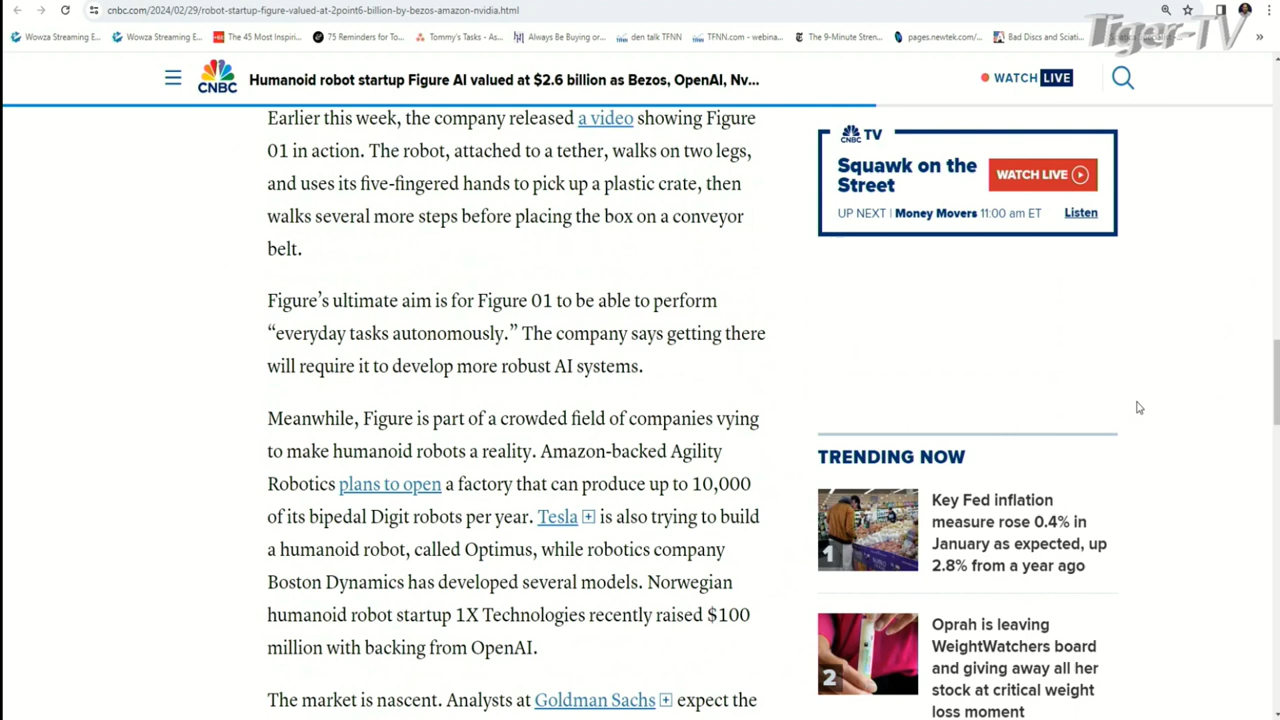 cnbc.com/2024/02/29/robot-startup-figure-valued-at-2point6-billion-by-bezos-amazon-nvidia.html
Tiger-TV
Wowza Streaming E... Wowza Streaming E... The 45 Most Inspiri... 75 Reminders for To... Tommy's Tasks - As... Always Be Buying or... den talk TFNN TFNN.com - webina... The 9-Minute Stren... pages.newtek.com/... Bad Discs and Sciati... »
CNBC
Humanoid robot startup Figure AI valued at $2.6 billion as Bezos, OpenAI, Nv...
WATCH LIVE
Earlier this week, the company released a video showing Figure
01 in action. The robot, attached to a tether, walks on two legs,
and uses its five-fingered hands to pick up a plastic crate, then
walks several more steps before placing the box on a conveyor
belt.
Figure's ultimate aim is for Figure 01 to be able to perform
“everyday tasks autonomously.” The company says getting there
will require it to develop more robust AI systems.
Meanwhile, Figure is part of a crowded field of companies vying
to make humanoid robots a reality. Amazon-backed Agility
Robotics plans to open a factory that can produce up to 10,000
of its bipedal Digit robots per year. Tesla + is also trying to build
a humanoid robot, called Optimus, while robotics company
Boston Dynamics has developed several models. Norwegian
humanoid robot startup 1X Technologies recently raised $100
million with backing from OpenAI.
The market is nascent. Analysts at Goldman Sachs + expect the
CNBC TV
Squawk on the
Street
WATCH LIVE
UP NEXT | Money Movers 11:00 am ET
Listen
TRENDING NOW
1
Key Fed inflation
measure rose 0.4% in
January as expected, up
2.8% from a year ago
2
Oprah is leaving
WeightWatchers board
and giving away all her
stock at critical weight
loss moment